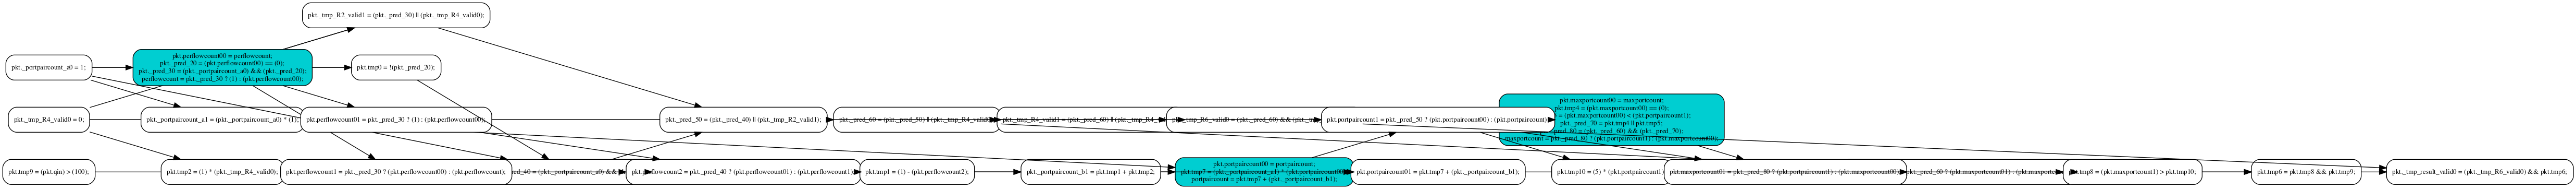 pkt._tmp_R2_valid1 = (pkt._pred_30) || (pkt._tmp_R4_valid0);
pkt._portpaircount_a0 = 1;
pkt.perflowcount00 = perflowcount;
pkt._pred_20 = (pkt.perflowcount00) == (0);
pkt._pred_30 = (pkt._portpaircount_a0) && (pkt._pred_20);
perflowcount = pkt._pred_30 ? (1) : (pkt.perflowcount00);
pkt.tmp0 = !(pkt._pred_20);
pkt._tmp_R4_valid0 = 0;
pkt._portpaircount_a1 = (pkt._portpaircount_a0) * (1);
pkt.perflowcount01 = pkt._pred_30 ? (1) : (pkt.perflowcount00);
pkt._pred_50 = (pkt._pred_40) || (pkt._tmp_R2_valid1);
pkt._pred_60 = (pkt._pred_50) || (pkt._tmp_R4_valid0);
pkt._tmp_R4_valid1 = (pkt._pred_60) || (pkt._tmp_R4_
_tmp_R6_valid0 = (pkt._pred_60) && (pkt._t
pkt.portpaircount1 = pkt._pred_50 ? (pkt.portpaircount00) : (pkt.portpaircount)
pkt.maxportcount00 = maxportcount;
pkt.tmp4 = (pkt.maxportcount00) == (0);
= (pkt.maxportcount00) < (pkt.portpaircount1);
pkt._pred_70 = pkt.tmp4 || pkt.tmp5;
_pred_80 = (pkt._pred_60) && (pkt._pred_70);
maxportcount = pkt._pred_80 ? (pkt.portpaircount1) : (pkt.maxportcount00);
pkt.tmp9 = (pkt.qin) > (100);
pkt.tmp2 = (1) * (pkt._tmp_R4_valid0);
pkt.perflowcount1 = pkt._pred_30 ? (pkt.perflowcount00) : (pkt.perflowcount);
ed_40 = (pkt._portpaircount_a0) &&
pkt.perflowcount2 = pkt._pred_40 ? (pkt.perflowcount01) : (pkt.perflowcount1)
pkt.tmp1 = (1) - (pkt.perflowcount2);
pkt._portpaircount_b1 = pkt.tmp1 + pkt.tmp2;
pkt.portpaircount00 = portpaircount;
pkt.tmp7 = (pkt._portpaircount_a1) * (pkt.portpaircount00);
portpaircount = pkt.tmp7 + (pkt._portpaircount_b1);
pkt.portpaircount01 = pkt.tmp7 + (pkt._portpaircount_b1);
pkt.tmp10 = (5) * (pkt.portpaircount1)
pkt.maxportcount01 = pkt._pred_80 ? (pkt.portpaircount1) : (pkt.maxportcount00)
_pred_60 ? (pkt.maxportcount01) : (pkt.maxportcount
pkt.tmp8 = (pkt.maxportcount1) > pkt.tmp10;
pkt.tmp6 = pkt.tmp8 && pkt.tmp9;
pkt._tmp_result_valid0 = (pkt._tmp_R6_valid0) && pkt.tmp6;